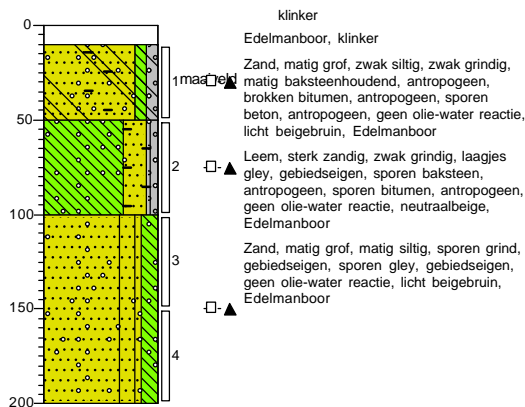 klinker
0
Edelmanboor, klinker
Zand, matig grof, zwak siltig, zwak grindig,
1
maaiveld
matig baksteenhoudend, antropogeen,
brokken bitumen, antropogeen, sporen
beton, antropogeen, geen olie-water reactie,
licht beigebruin, Edelmanboor
50
Leem, sterk zandig, zwak grindig, laagjes
2
gley, gebiedseigen, sporen baksteen,
antropogeen, sporen bitumen, antropogeen,
geen olie-water reactie, neutraalbeige,
100
Edelmanboor
Zand, matig grof, matig siltig, sporen grind,
3
gebiedseigen, sporen gley, gebiedseigen,
geen olie-water reactie, licht beigebruin,
Edelmanboor
150
4
200